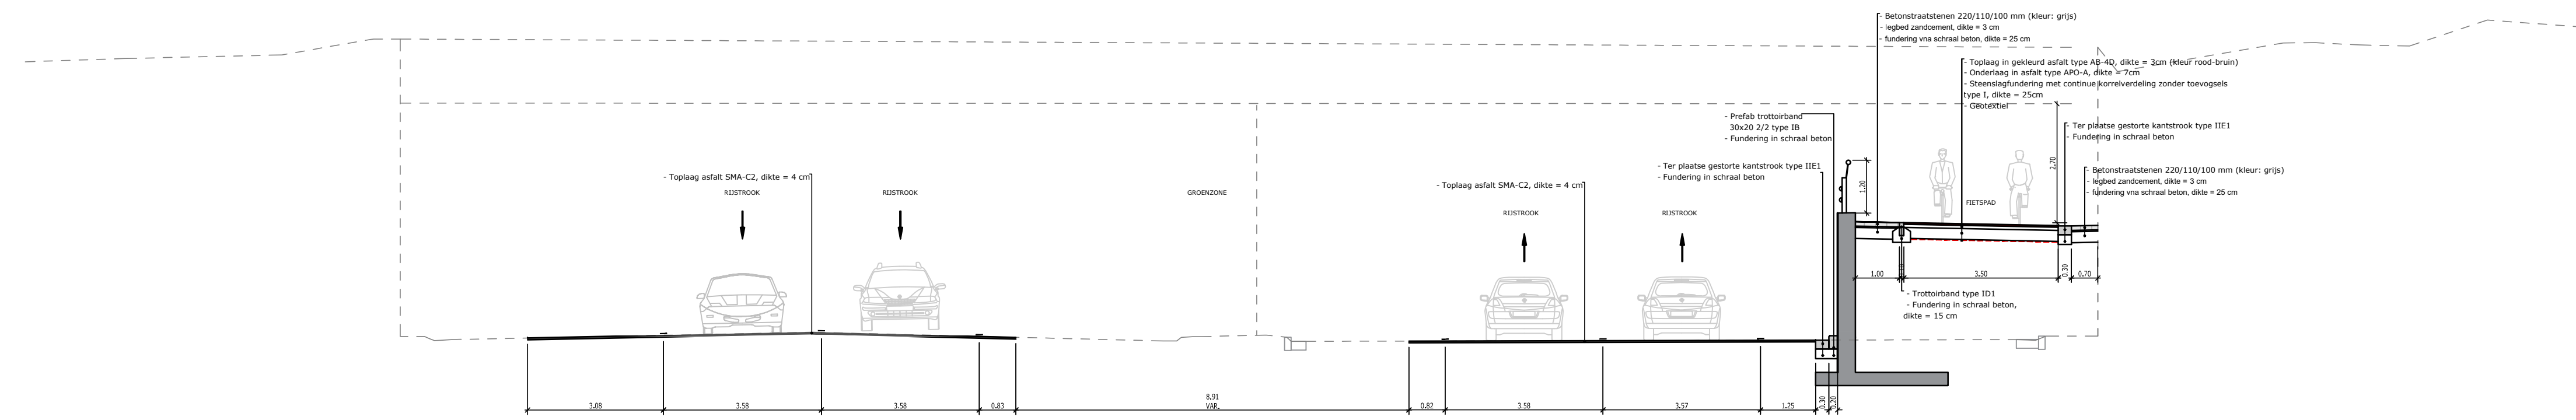 - Betonstraatstenen 220/110/100 mm (kleur: grijs)
- legbed zandcement, dikte = 3 cm
- fundering vna schraal beton, dikte = 25 cm
- Toplaag in gekleurd asfalt type AB-4D, dikte = 3cm (kleur rood-bruin)
- Onderlaag in asfalt type APO-A, dikte = 7cm
- Steenslagfundering met continue korrelverdeling zonder toevogsels
type I, dikte = 25cm
- Geotextiel
- Prefab trottoirband
30x20 2/2 type IB
- Fundering in schraal beton
- Ter plaatse gestorte kantstrook type IIE1
- Fundering in schraal beton
- Ter plaatse gestorte kantstrook type IIE1
- Fundering in schraal beton
- Betonstraatstenen 220/110/100 mm (kleur: grijs)
- legbed zandcement, dikte = 3 cm
- fundering vna schraal beton, dikte = 25 cm
- Toplaag asfalt SMA-C2, dikte = 4 cm
RIJSTROOK
RIJSTROOK
GROENZONE
- Toplaag asfalt SMA-C2, dikte = 4 cm
RIJSTROOK
RIJSTROOK
1.20
2.70
FIETSPAD
1.00
3.50
0.30
0.70
- Trottoirband type ID1
- Fundering in schraal beton,
dikte = 15 cm
3.08
3.58
3.58
0.83
8.91
VAR.
0.82
3.58
3.57
1.25
0.30
0.20